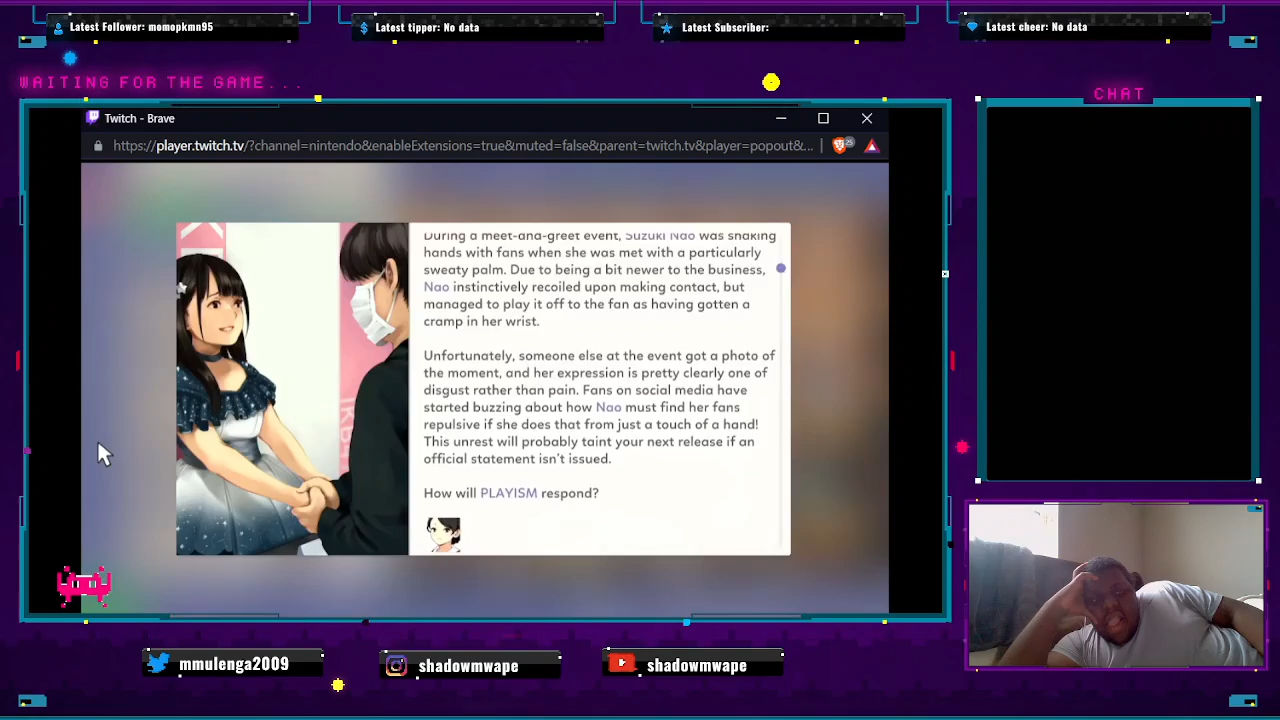 Latest Follower: momopkmn95
Latest tipper: No data
Latest Subscriber:
Latest cheer: No data
WAITING FOR THE GAME...
CHAT
Twitch - Brave
https://player.twitch.tv/?channel=nintendo&enableExtensions=true&muted=false&parent=twitch.tv&player=popout&...
25
During a meet-and-greet event, Suzuki Nao was shaking
hands with fans when she was met with a particularly
sweaty palm. Due to being a bit newer to the business,
Nao instinctively recoiled upon making contact, but
managed to play it off to the fan as having gotten a
cramp in her wrist.
Unfortunately, someone else at the event got a photo of
the moment, and her expression is pretty clearly one of
disgust rather than pain. Fans on social media have
started buzzing about how Nao must find her fans
repulsive if she does that from just a touch of a hand!
This unrest will probably taint your next release if an
official statement isn't issued.
How will PLAYISM respond?
mmulenga2009
shadowmwape
shadowmwape